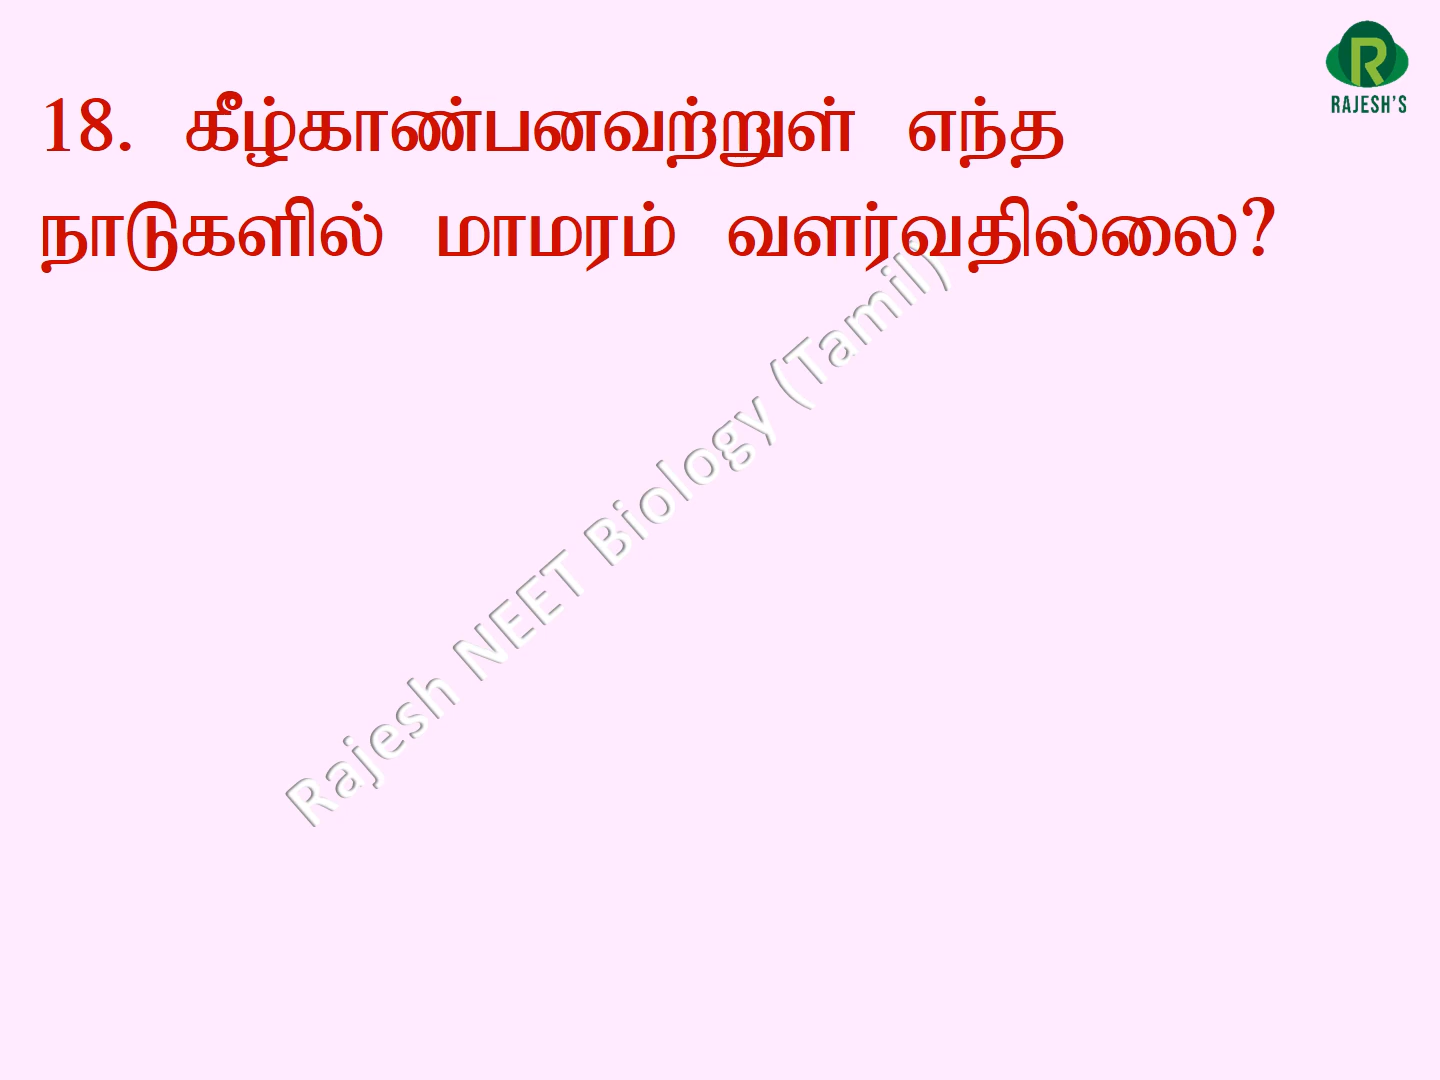 RAJESH'S
18. கீழ்காண்பனவற்றுள் எந்த
நாடுகளில் மாமரம் வளர்வதில்லை?
Rajesh NEET Biology (Tamil)